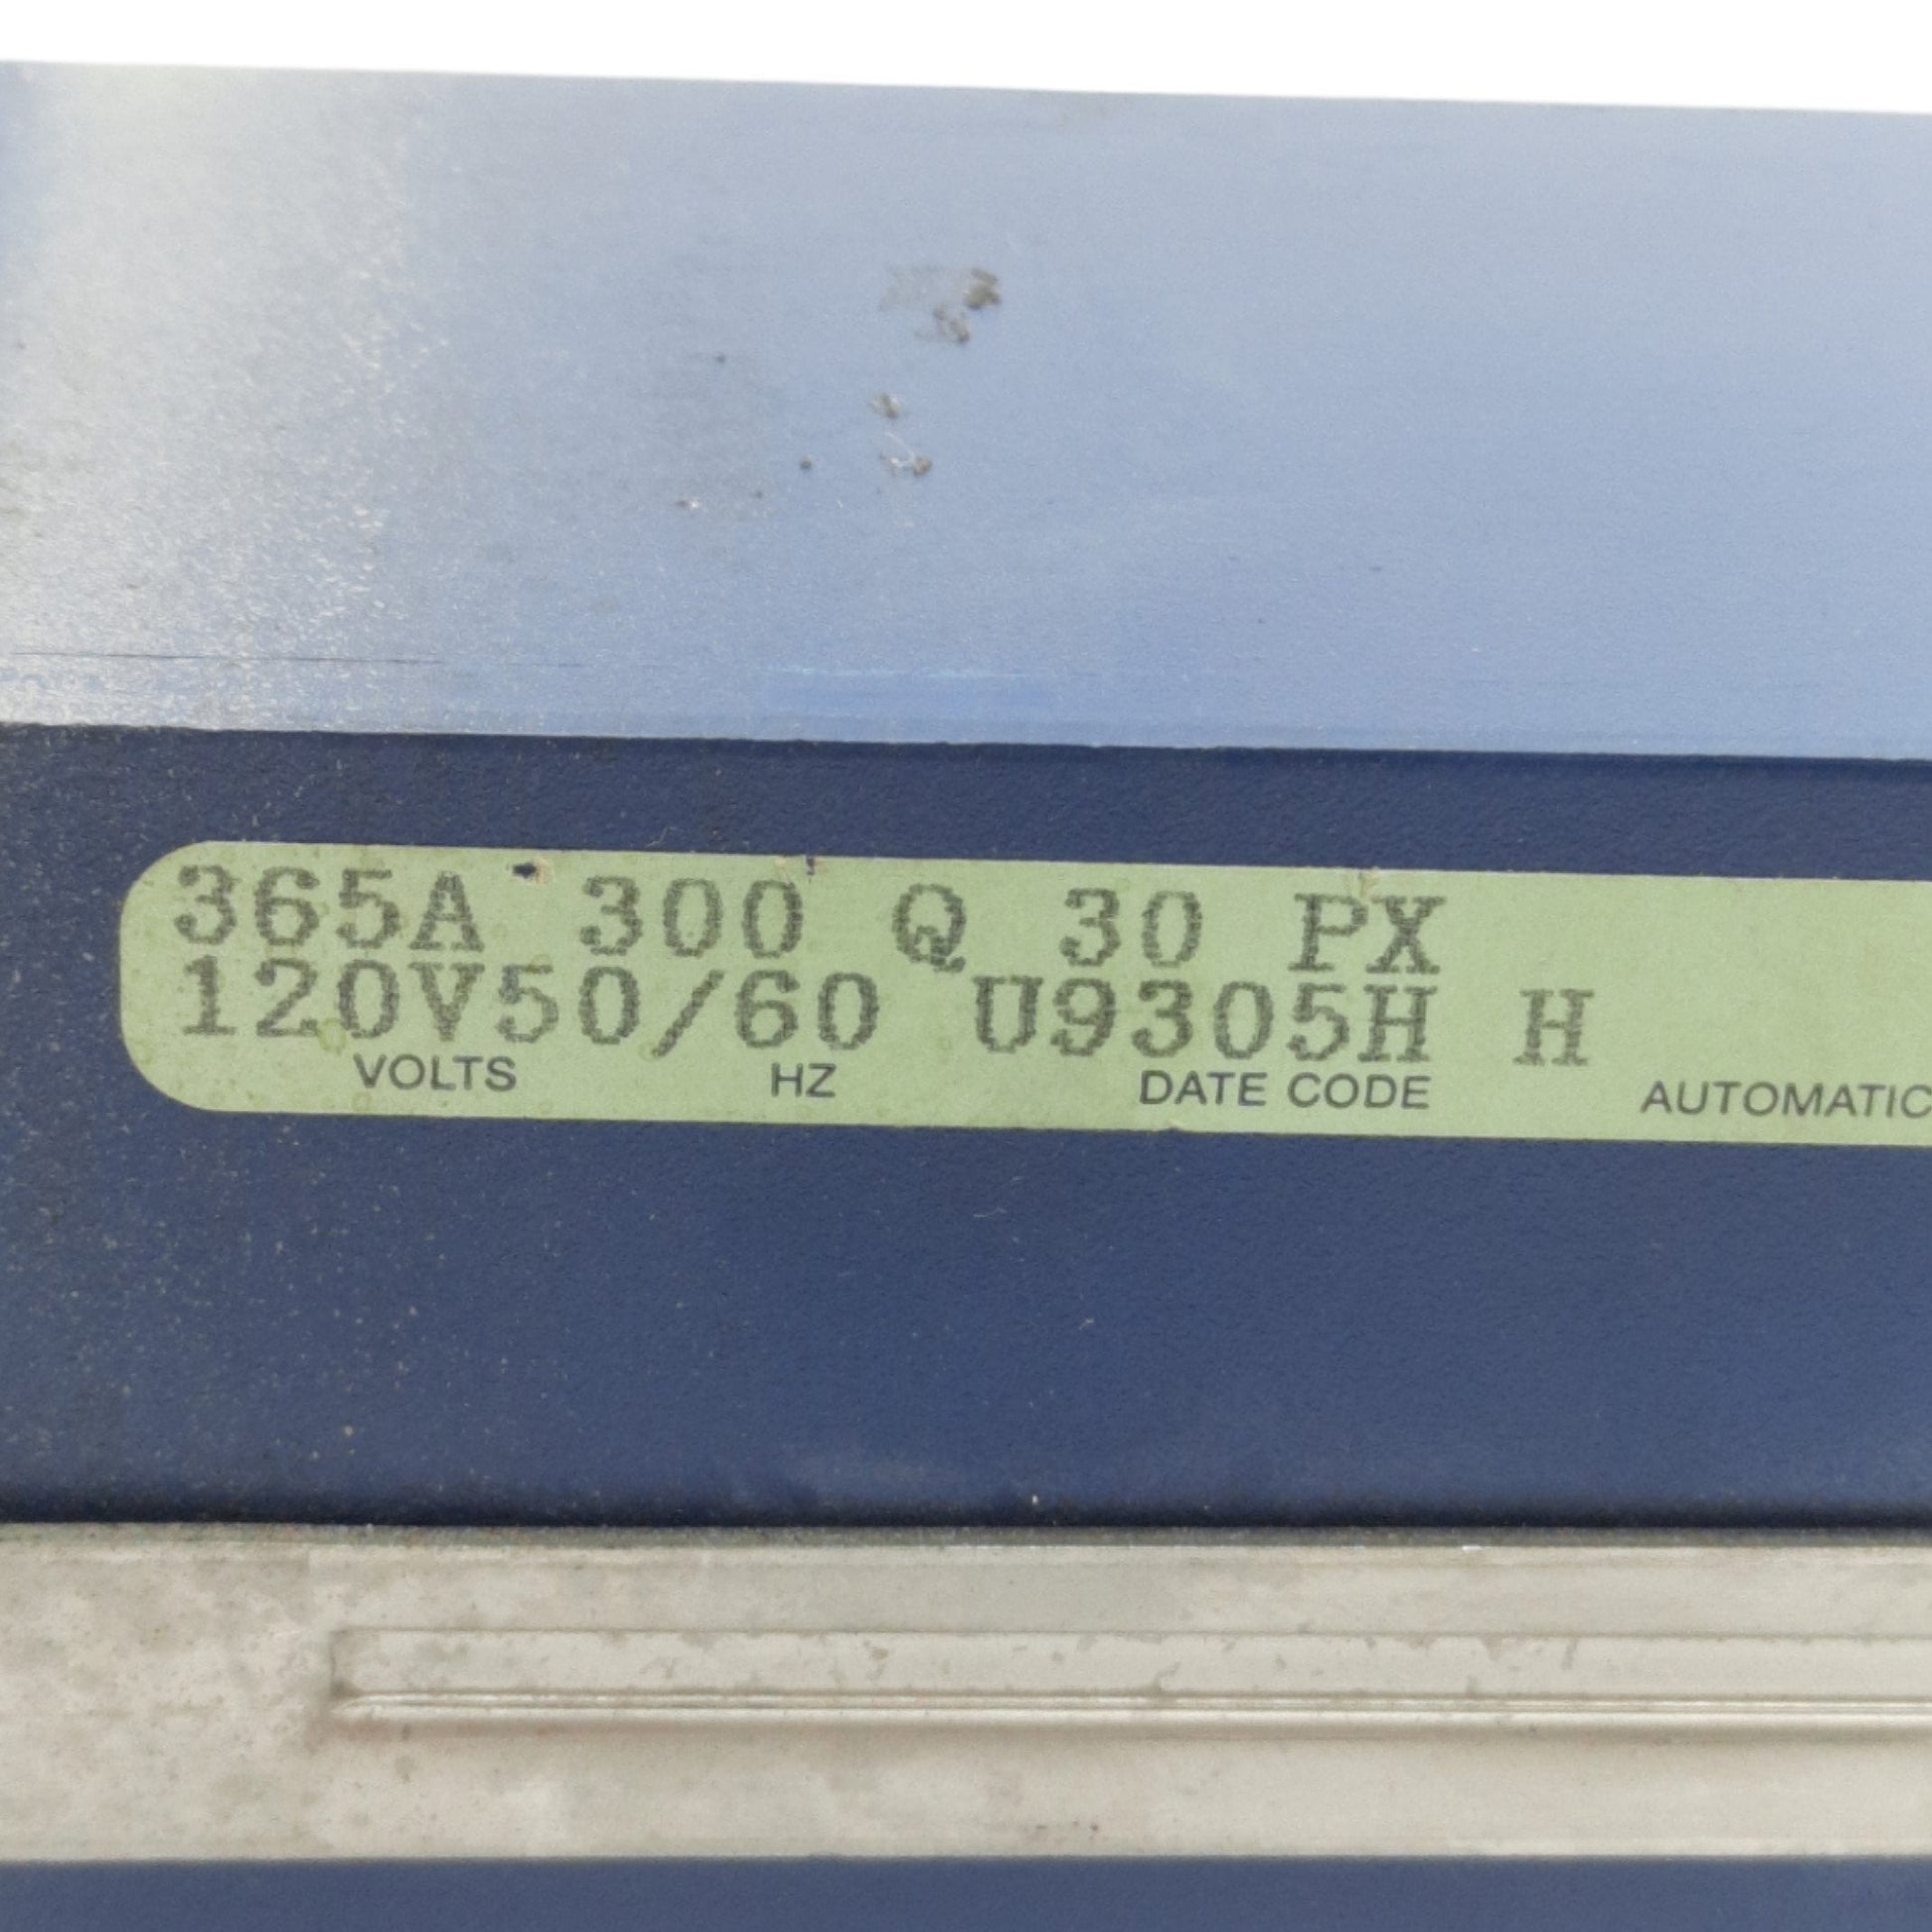 365A 300 Q 30 PX
120V50/60 U9305H H
VOLTS HZ DATE CODE AUTOMATIC